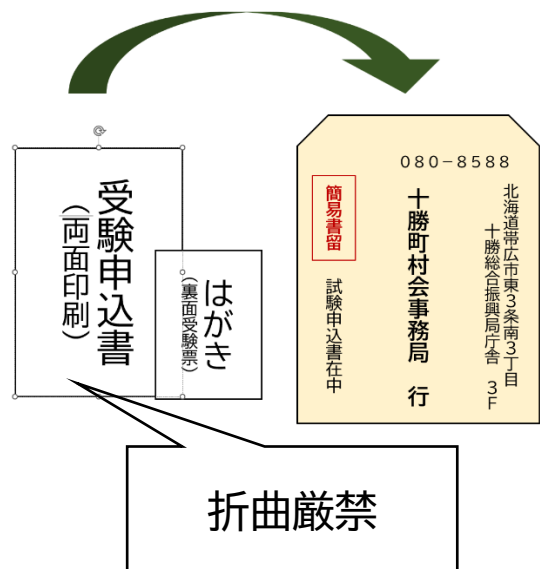 受験申込書
(両面印刷)
はがき
(裏面受験票)
折曲厳禁
080-8588
北海道帯広市東3条南3丁目
十勝総合振興局庁舎 3F
十勝町村会事務局 行
簡易書留
試験申込書在中